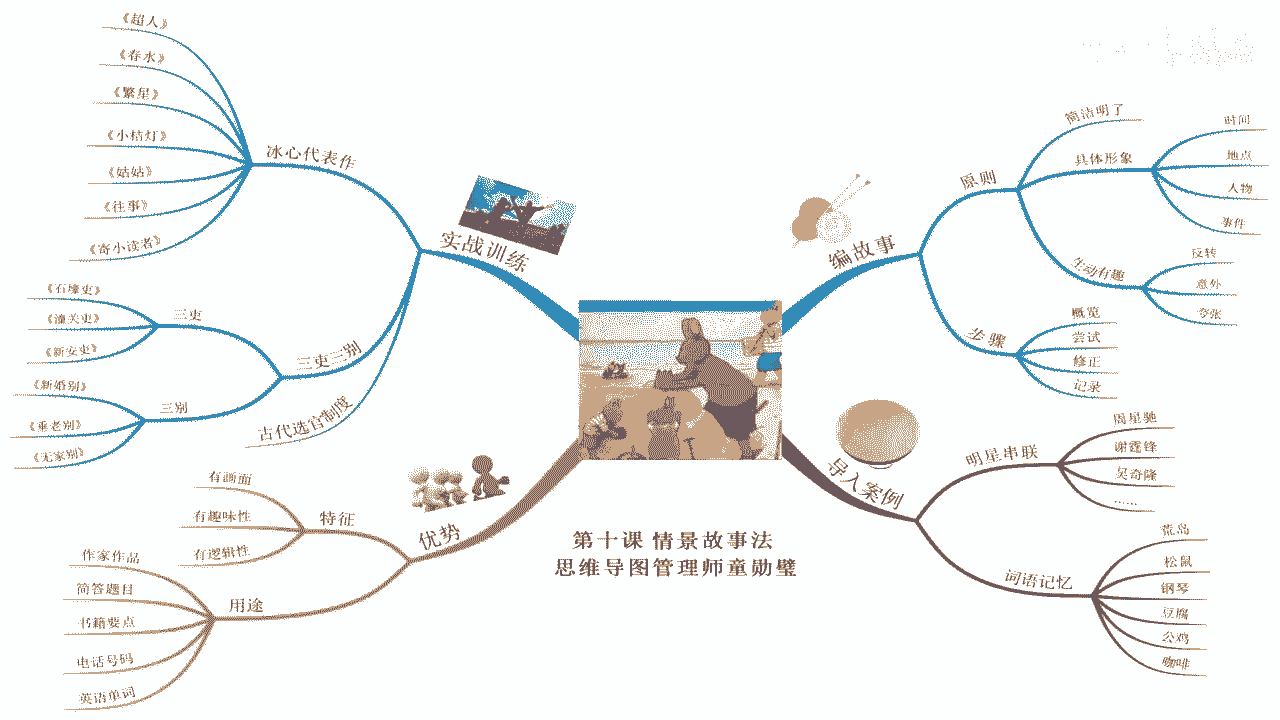 第十课 情景故事法
思维导图管理师童勋璧
编故事
原则
简洁明了
具体形象
时间
地点
人物
事件
生动有趣
反转
意外
夸张
步骤
概览
尝试
修正
记录
导入案例
明星串联
周星驰
谢霆锋
吴奇隆
……
词语记忆
荒岛
松鼠
钢琴
豆腐
公鸡
咖啡
优势
特征
有画面
有趣味性
有逻辑性
用途
作家作品
简答题目
书籍要点
电话号码
英语单词
实战训练
冰心代表作
《超人》
《春水》
《繁星》
《小桔灯》
《姑姑》
《往事》
《寄小读者》
三吏三别
三吏
《石壕吏》
《潼关吏》
《新安吏》
三别
《新婚别》
《垂老别》
《无家别》
古代选官制度